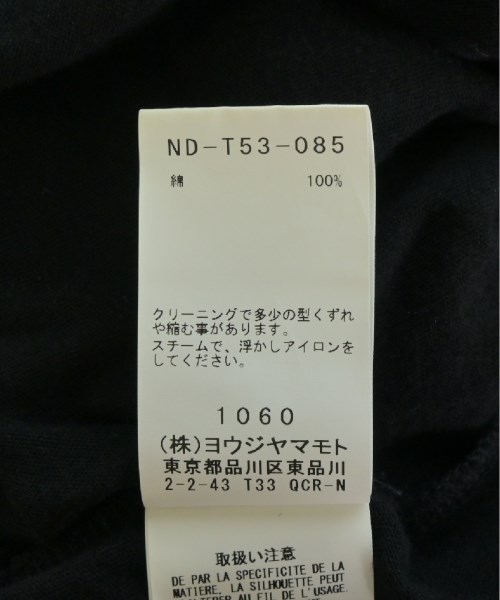 ND-T53-085
綿 100%
クリーニングで多少の型くずれ
や縮む事があります。
スチームで、浮かしアイロンを
してください。
1060
(株)ヨウジヤマモト
東京都品川区東品川
2-2-43 T33 QCR-N
取扱い注意
DE PAR LA SPECIFICITE DE LA
MATIERE, LA SILHOUETTE PEUT
AU FIL DE L'USAGE.